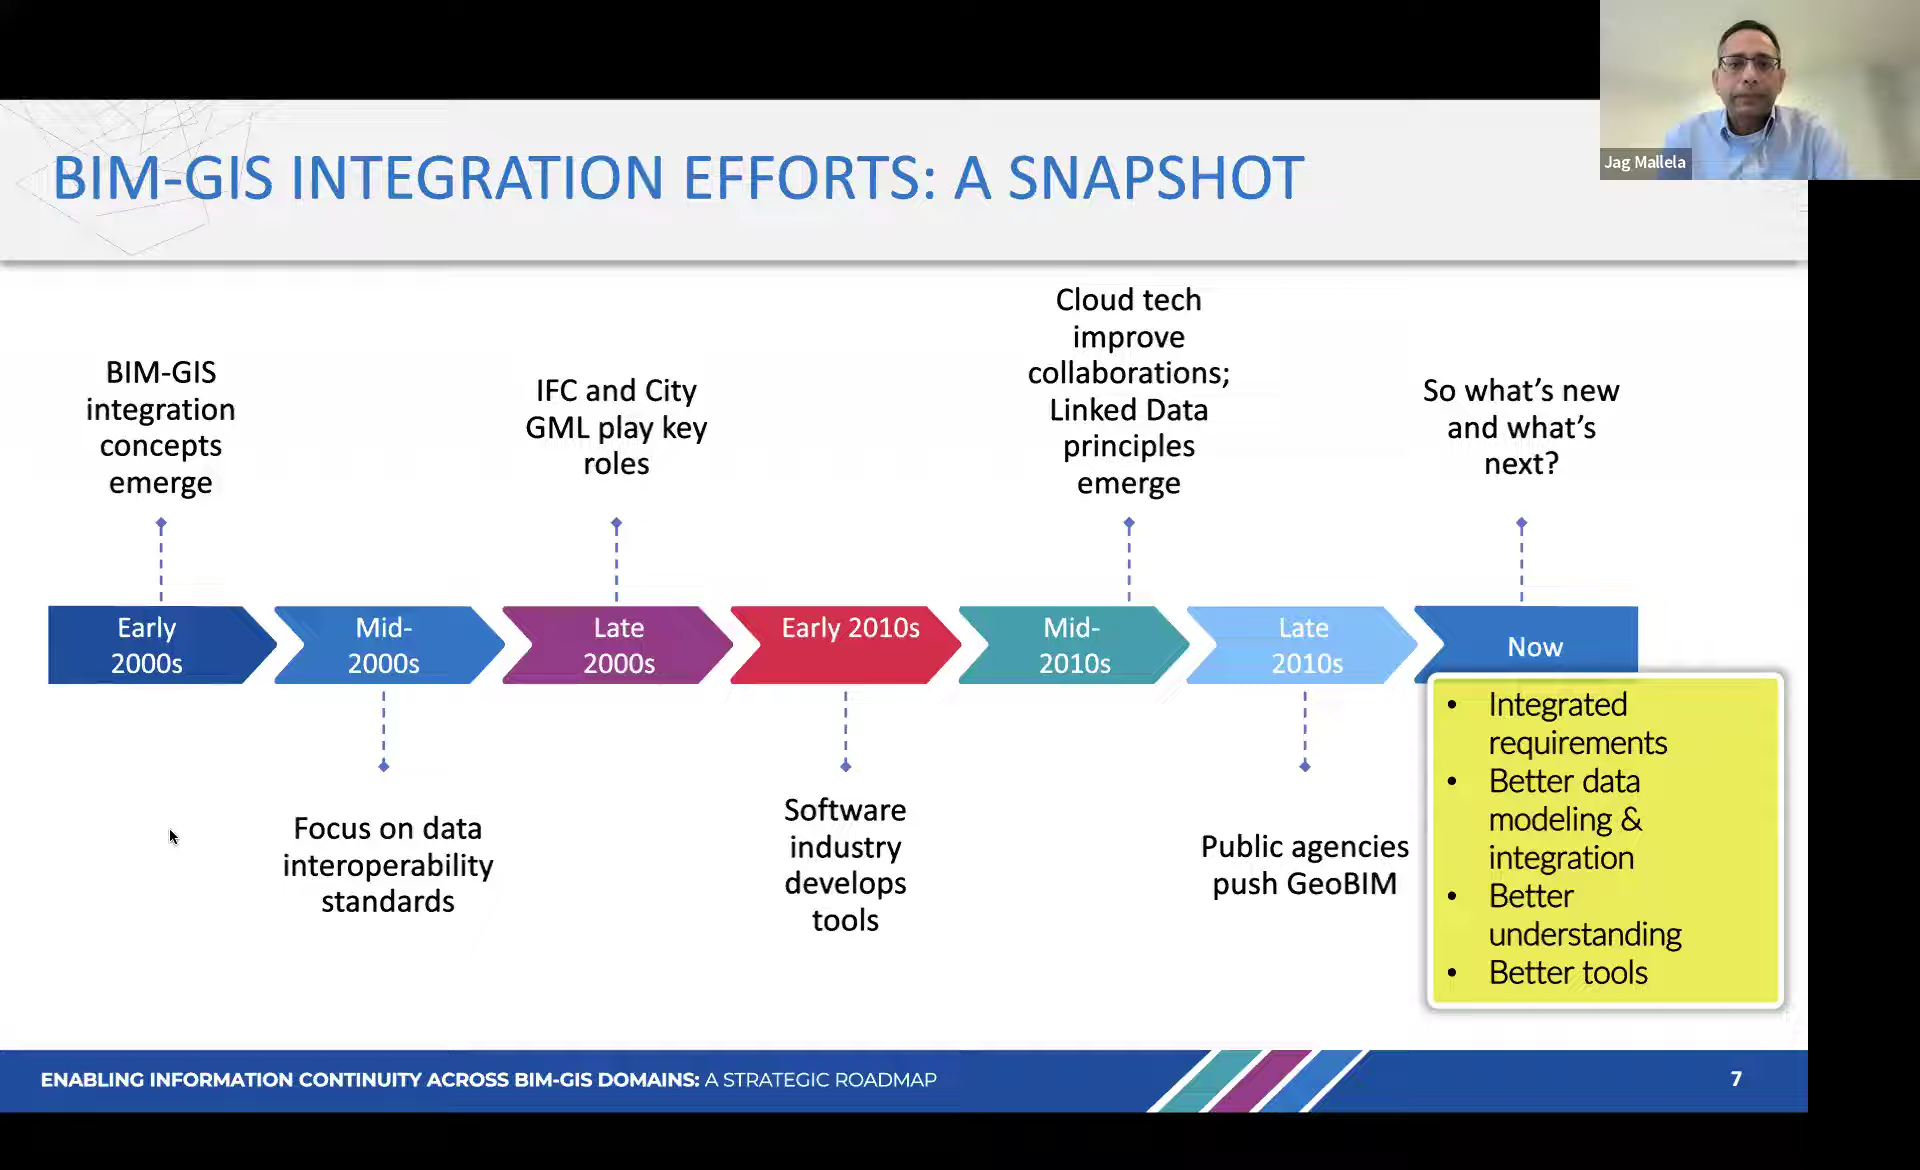 Jag Mallela
BIM-GIS INTEGRATION EFFORTS: A SNAPSHOT
BIM-GIS
integration
concepts
emerge
IFC and City
GML play key
roles
Cloud tech
improve
collaborations;
Linked Data
principles
emerge
So what's new
and what's
next?
Early
2000s
Mid-
2000s
Late
2000s
Early 2010s
Mid-
2010s
Late
2010s
Now
Focus on data
interoperability
standards
Software
industry
develops
tools
Public agencies
push GeoBIM
• Integrated
requirements
• Better data
modeling &
integration
• Better
understanding
• Better tools
ENABLING INFORMATION CONTINUITY ACROSS BIM-GIS DOMAINS: A STRATEGIC ROADMAP
7